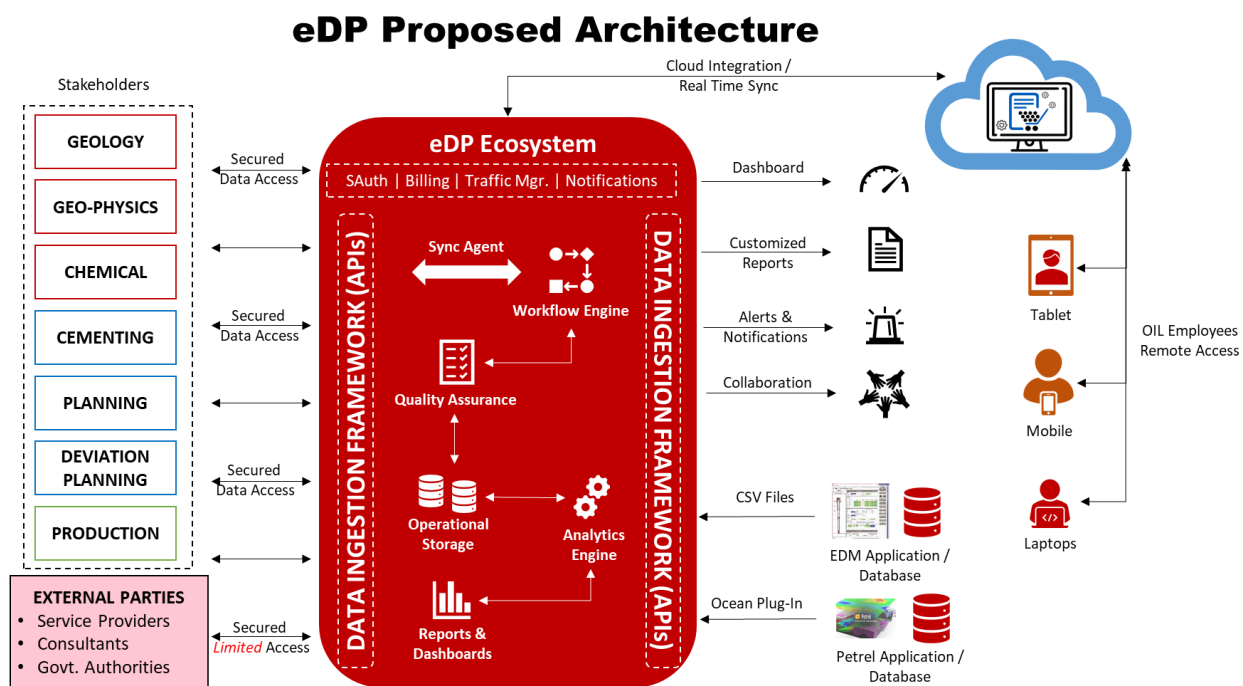 eDP Proposed Architecture
Stakeholders
GEOLOGY
GEO-PHYSICS
CHEMICAL
CEMENTING
PLANNING
DEVIATION
PLANNING
PRODUCTION
EXTERNAL PARTIES
• Service Providers
• Consultants
• Govt. Authorities
Secured
Data Access
Secured
Data Access
Secured
Data Access
Secured
Limited Access
Cloud Integration /
Real Time Sync
eDP Ecosystem
SAuth | Billing | Traffic Mgr. | Notifications
DATA INGESTION FRAMEWORK (APIs)
Sync Agent
Workflow Engine
Quality Assurance
Operational
Storage
Analytics
Engine
Reports &
Dashboards
DATA INGESTION FRAMEWORK (APIs)
Dashboard
Customized
Reports
Alerts &
Notifications
Collaboration
CSV Files
EDM Application /
Database
Ocean Plug-In
Petrel Application /
Database
Tablet
Mobile
Laptops
OIL Employees
Remote Access